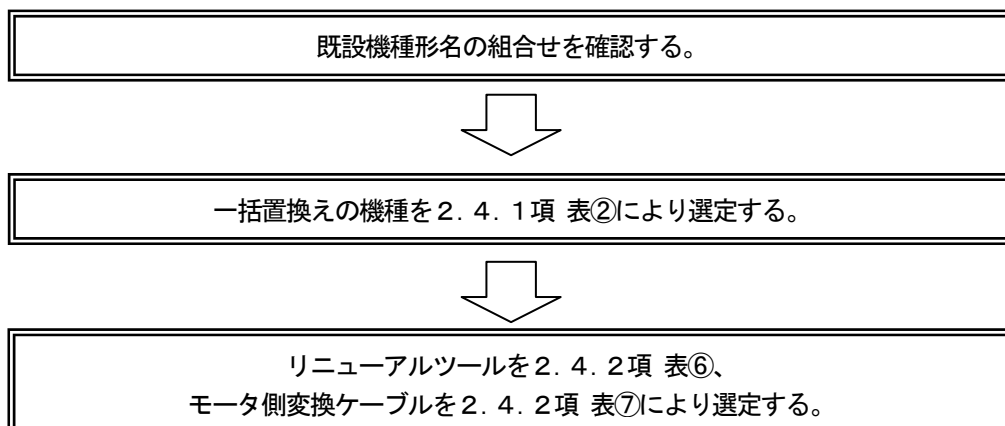 既設機種形名の組合せを確認する。
一括置換えの機種を２．４．１項 表②により選定する。
リニューアルツールを２．４．２項 表⑥、
モータ側変換ケーブルを２．４．２項 表⑦により選定する。